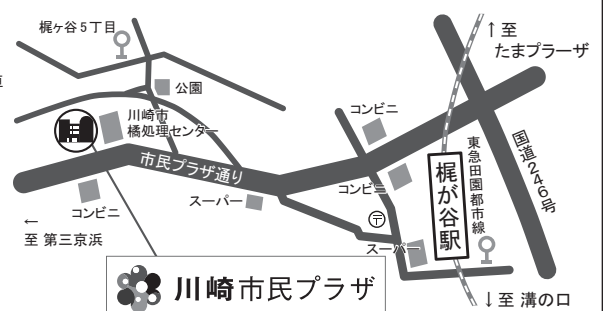 梶ヶ谷5丁目
↑至
たまプラーザ
公園
川崎市
橘処理センター
コンビニ
市民プラザ通り
コンビニ
国道246号
東急田園都市線
梶が谷駅
コンビニ
スーパー
〒
スーパー
←
至 第三京浜
川崎市民プラザ
↓至 溝の口